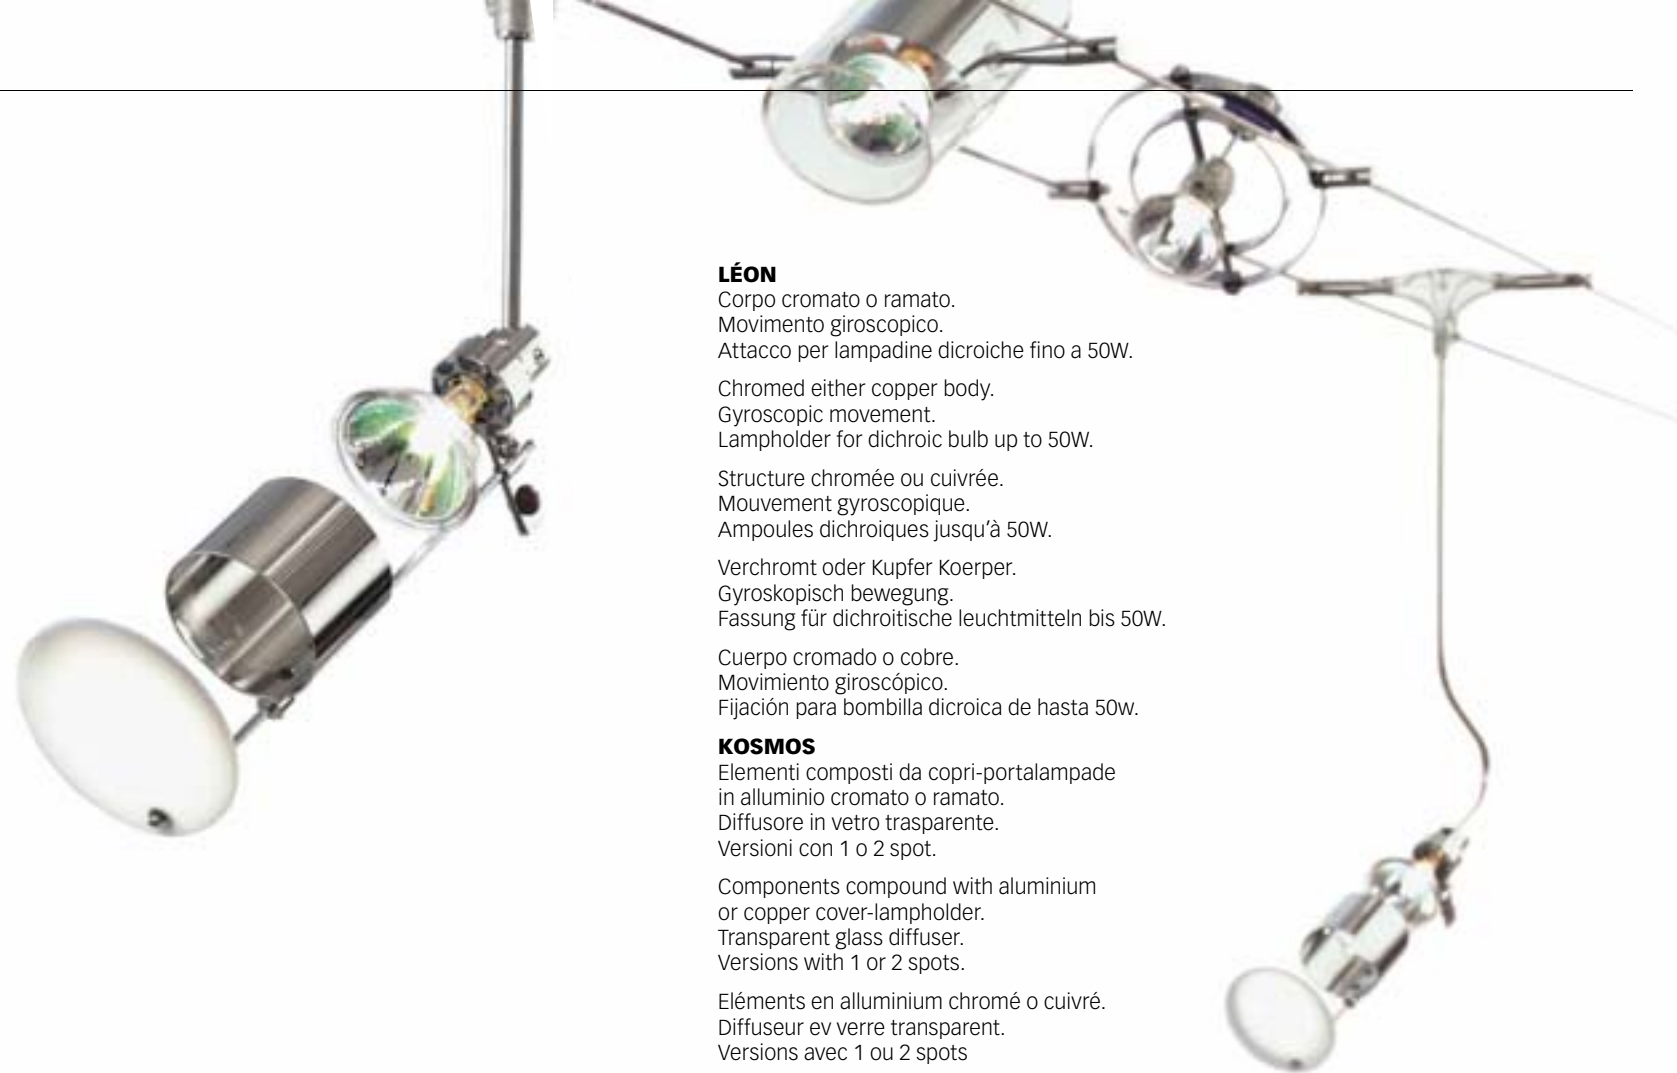 LÉON
Corpo cromato o ramato.
Movimento giroscopico.
Attacco per lampadine dicroiche fino a 50W.
Chromed either copper body.
Gyroscopic movement.
Lampholder for dichroic bulb up to 50W.
Structure chromée ou cuivrée.
Mouvement gyroscopique.
Ampoules dichroiques jusqu'à 50W.
Verchromt oder Kupfer Koerper.
Gyroskopisch bewegung.
Fassung für dichroitische leuchtmitteln bis 50W.
Cuerpo cromado o cobre.
Movimiento giroscópico.
Fijación para bombilla dicroica de hasta 50w.
KOSMOS
Elementi composti da copri-portalampade
in alluminio cromato o ramato.
Diffusore in vetro trasparente.
Versioni con 1 o 2 spot.
Components compound with aluminium
or copper cover-lampholder.
Transparent glass diffuser.
Versions with 1 or 2 spots.
Eléments en alluminium chromé o cuivré.
Diffuseur ev verre transparent.
Versions avec 1 ou 2 spots